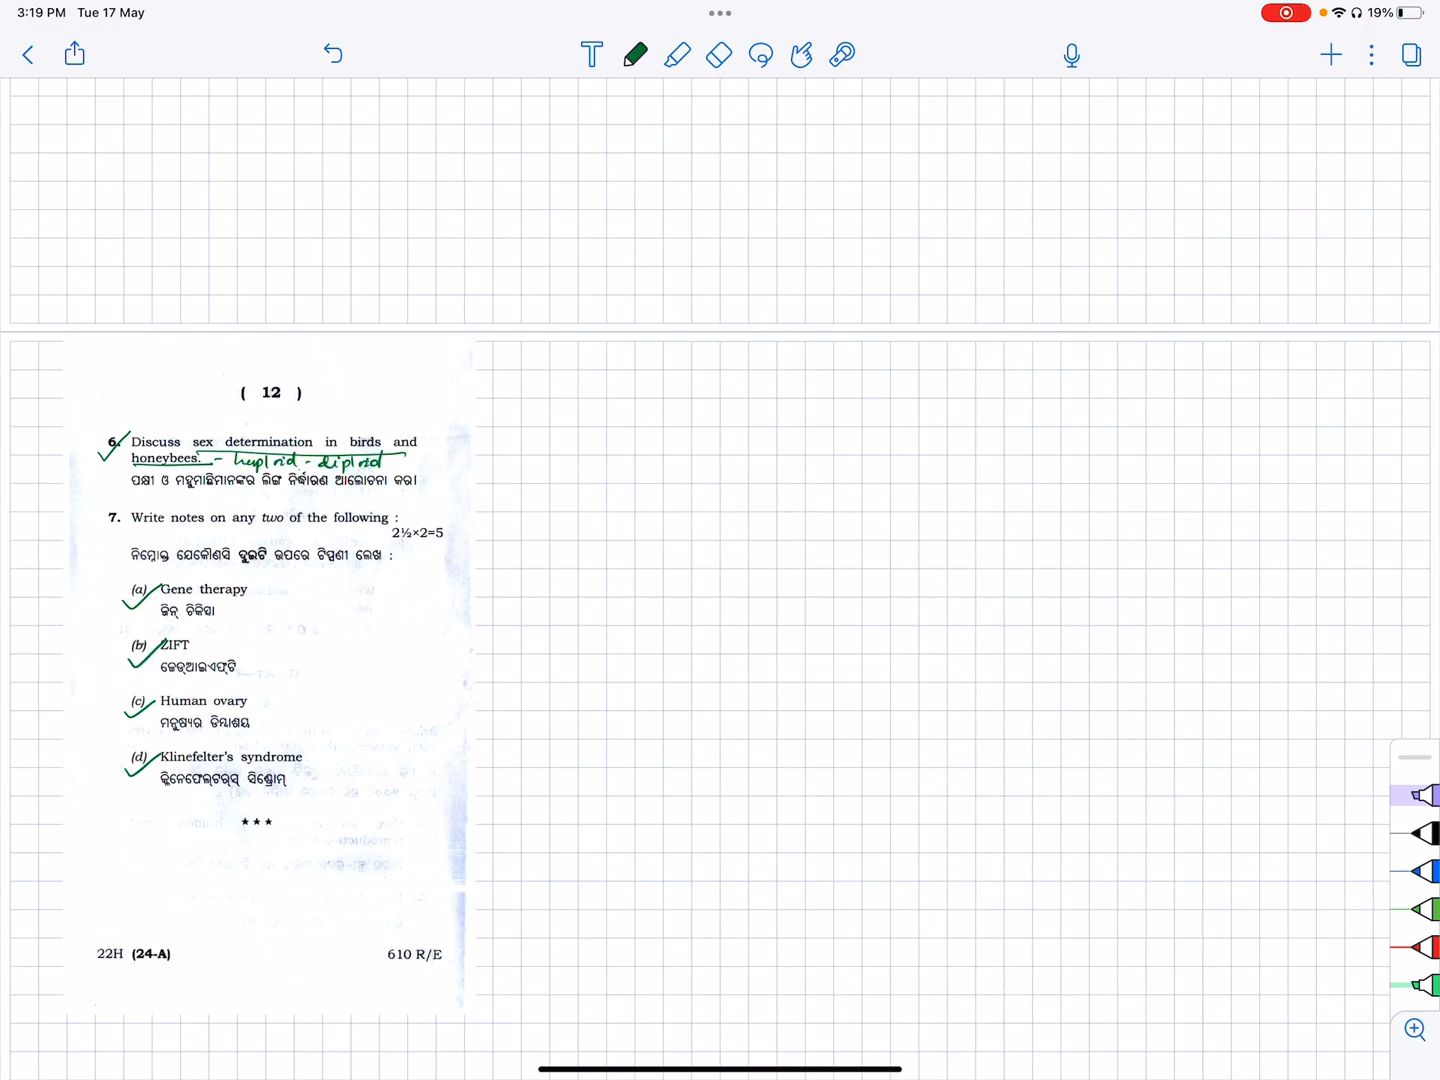 3:19 PM Tue 17 May
19%
( 12 )
6. Discuss sex determination in birds and
honeybees. - haploid - diploid
ପକ୍ଷୀ ଓ ମହୁମାଛିମାନଙ୍କର ଲିଙ୍ଗ ନିର୍ଦ୍ଧାରଣ ଆଲୋଚନା କର।
7. Write notes on any two of the following :
2½×2=5
ନିମ୍ନୋକ୍ତ ଯେକୌଣସି ଦୁଇଟି ଉପରେ ଟିପ୍ପଣୀ ଲେଖ :
(a) Gene therapy
ଜିନ୍ ଚିକିତ୍ସା
(b) ZIFT
ଜେଡ୍‌ଆଇଏଫ୍‌ଟି
(c) Human ovary
ମନୁଷ୍ୟର ଡିମ୍ବାଶୟ
(d) Klinefelter's syndrome
କ୍ଲିନେଫେଲ୍‌ଟର୍‌ସ୍ ସିଣ୍ଡ୍ରୋମ୍
★★★
22H (24-A)
610 R/E